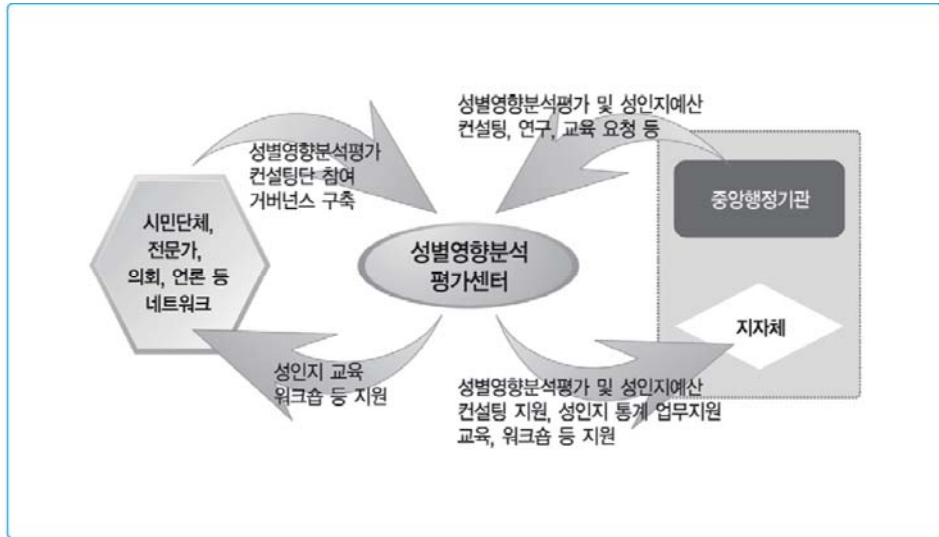 성별영향분석평가 및 성인지예산
컨설팅, 연구, 교육 요청 등
성별영향분석평가
컨설팅단 참여
거버넌스 구축
중앙행정기관
시민단체,
전문가,
의회, 언론 등
네트워크
성별영향분석
평가센터
지자체
성인지 교육
워크숍 등 지원
성별영향분석평가 및 성인지예산
컨설팅 지원, 성인지 통계 업무지원
교육, 워크숍 등 지원